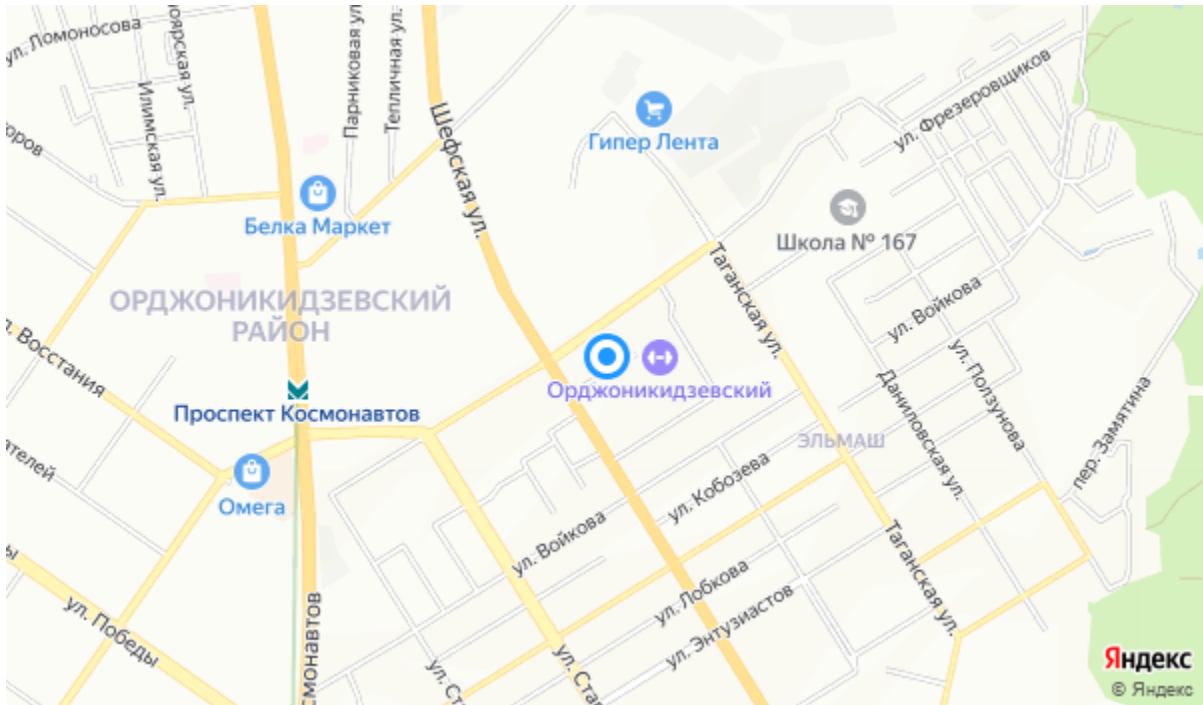 ул. Ломоносова
Илимская ул.
Парниковая ул.
Тепличная ул.
Шефская ул.
Гипер Лента
ул. Фрезеровщиков
Белка Маркет
Школа № 167
ОРДЖОНИКИДЗЕВСКИЙ
РАЙОН
Таганская ул.
ул. Войкова
Восстания
Орджоникидзевский
Проспект Космонавтов
Даниловская ул.
ул. Ползунова
пер. Замятина
ЭЛЬМАШ
Омега
ул. Кобозева
ул. Войкова
Таганская ул.
ул. Победы
ул. Лобкова
ул. Энтузиастов
Яндекс
© Яндекс